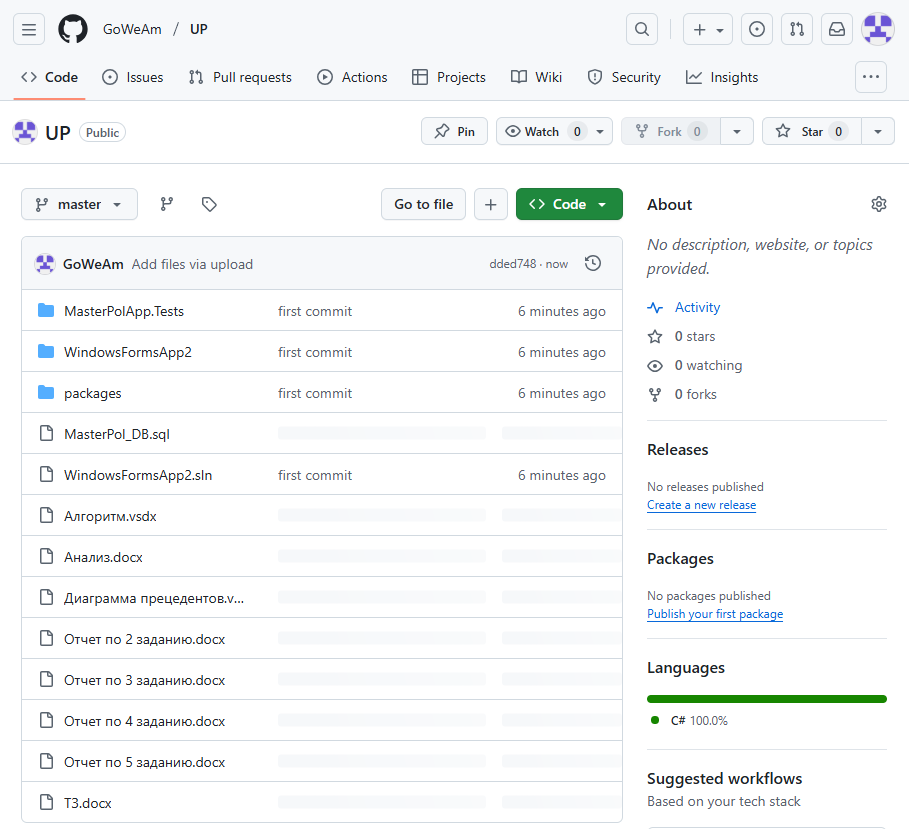 GoWeAm / UP
Code Issues Pull requests Actions Projects Wiki Security Insights
UP Public Pin Watch 0 Fork 0 Star 0
master Go to file Code
About
No description, website, or topics
provided.
GoWeAm Add files via upload dded748 · now
MasterPolApp.Tests first commit 6 minutes ago
WindowsFormsApp2 first commit 6 minutes ago
packages first commit 6 minutes ago
MasterPol_DB.sql
WindowsFormsApp2.sln first commit 6 minutes ago
Алгоритм.vsdx
Анализ.docx
Диаграмма прецедентов.v...
Отчет по 2 заданию.docx
Отчет по 3 заданию.docx
Отчет по 4 заданию.docx
Отчет по 5 заданию.docx
ТЗ.docx
Activity
0 stars
0 watching
0 forks
Releases
No releases published
Create a new release
Packages
No packages published
Publish your first package
Languages
C# 100.0%
Suggested workflows
Based on your tech stack